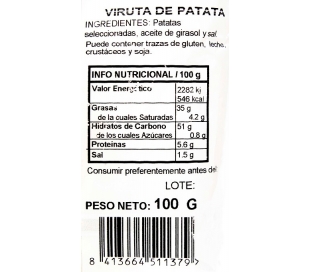 VIRUTA DE PATATA
INGREDIENTES: Patatas
seleccionadas, aceite de girasol y sal
Puede contener trazas de gluten, leche,
crustáceos y soja.
INFO NUTRICIONAL / 100 g
Valor Energético 2282 kj
546 kcal
Grasas 35 g
de la cuales Saturadas 4.2 g
Hidratos de Carbono 51 g
de los cuales Azúcares 0.8 g
Proteínas 5.6 g
Sal 1.5 g
Consumir preferentemente antes del
LOTE:
PESO NETO: 100 G
8 413664 511379 >